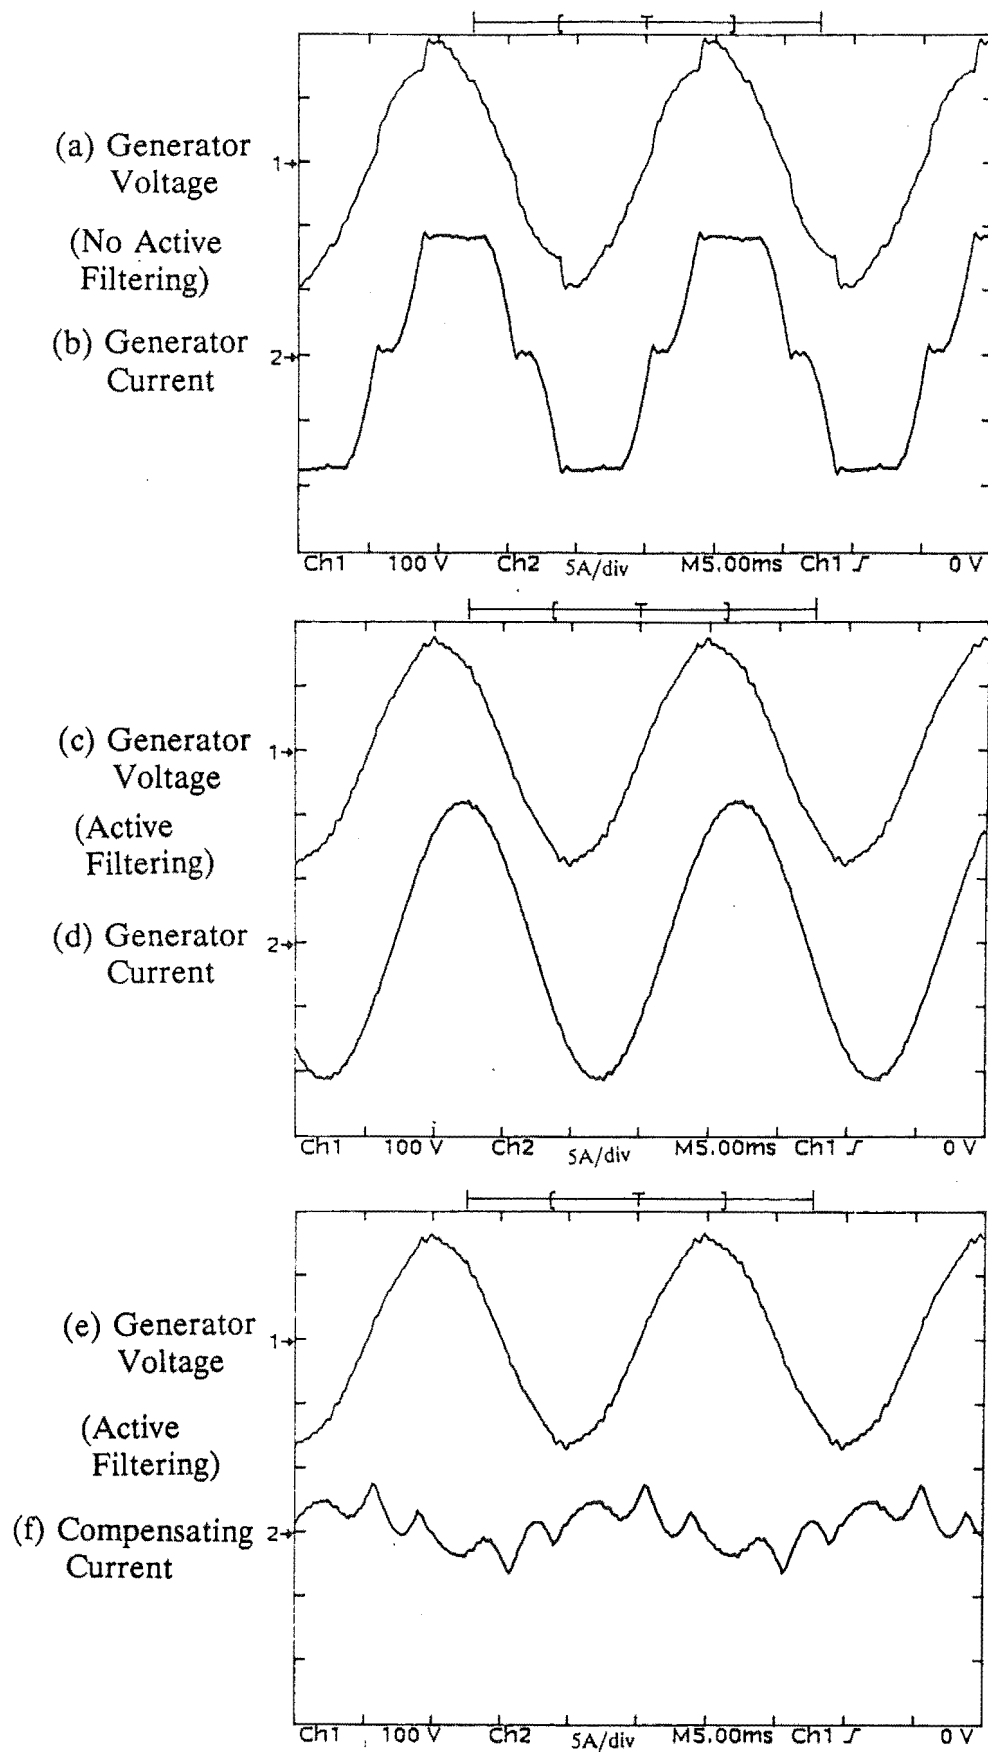 (a) Generator
Voltage
1
(No Active
Filtering)
(b) Generator
Current
2
Ch1 100 V Ch2 5A/div M5.00ms Ch1 0 V
(c) Generator
Voltage
1
(Active
Filtering)
(d) Generator
Current
2
Ch1 100 V Ch2 5A/div M5.00ms Ch1 0 V
(e) Generator
Voltage
1
(Active
Filtering)
(f) Compensating
Current
2
Ch1 100 V Ch2 5A/div M5.00ms Ch1 0 V